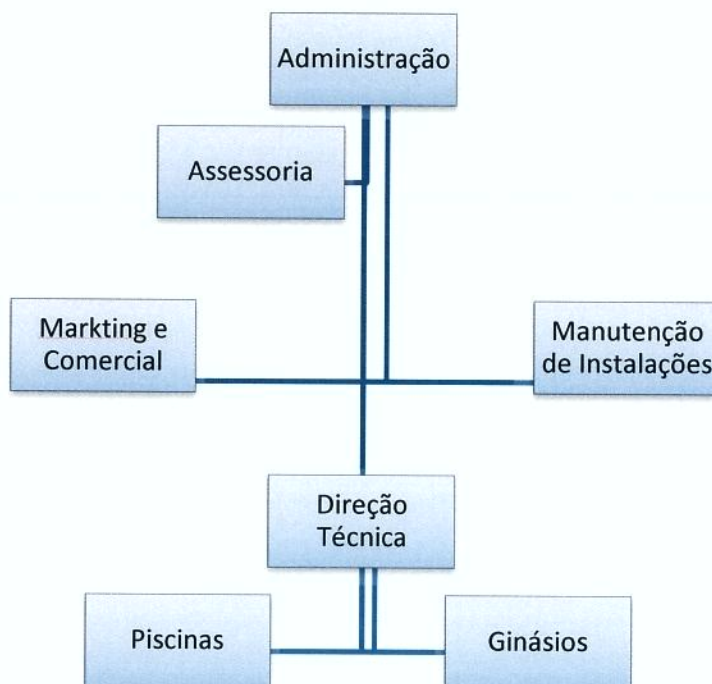 Administração
Assessoria
Markting e
Comercial
Manutenção
de Instalações
Direção
Técnica
Piscinas
Ginásios